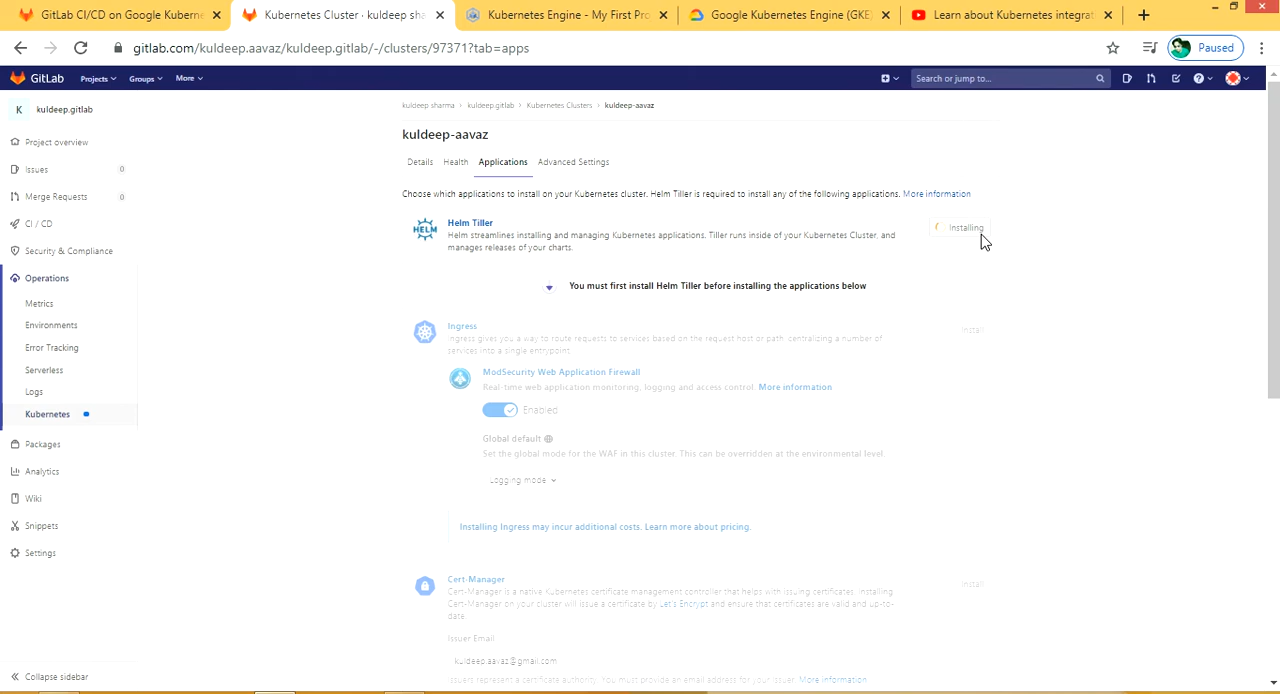 GitLab CI/CD on Google Kuberne
Kubernetes Cluster · kuldeep sha
Kubernetes Engine - My First Pro
Google Kubernetes Engine (GKE)
Learn about Kubernetes integrat
gitlab.com/kuldeep.aavaz/kuldeep.gitlab/-/clusters/97371?tab=apps
Paused
GitLab
Projects
Groups
More
Search or jump to...
K
kuldeep.gitlab
Project overview
Issues 0
Merge Requests 0
CI / CD
Security & Compliance
Operations
Metrics
Environments
Error Tracking
Serverless
Logs
Kubernetes
Packages
Analytics
Wiki
Snippets
Settings
Collapse sidebar
kuldeep sharma > kuldeep.gitlab > Kubernetes Clusters > kuldeep-aavaz
kuldeep-aavaz
Details Health Applications Advanced Settings
Choose which applications to install on your Kubernetes cluster. Helm Tiller is required to install any of the following applications. More information
HELM
Helm Tiller
Helm streamlines installing and managing Kubernetes applications. Tiller runs inside of your Kubernetes Cluster, and
manages releases of your charts.
Installing
You must first install Helm Tiller before installing the applications below
Ingress
Ingress gives you a way to route requests to services based on the request host or path, centralizing a number of
services into a single entrypoint.
Install
ModSecurity Web Application Firewall
Real-time web application monitoring, logging and access control. More information
Enabled
Global default
Set the global mode for the WAF in this cluster. This can be overridden at the environmental level.
Logging mode
Installing Ingress may incur additional costs. Learn more about pricing.
Cert-Manager
Cert-Manager is a native Kubernetes certificate management controller that helps with issuing certificates. Installing
Cert-Manager on your cluster will issue a certificate by Let's Encrypt and ensure that certificates are valid and up-to-
date.
Install
Issuer Email
kuldeep.aavaz@gmail.com
Issuers represent a certificate authority. You must provide an email address for your Issuer. More information